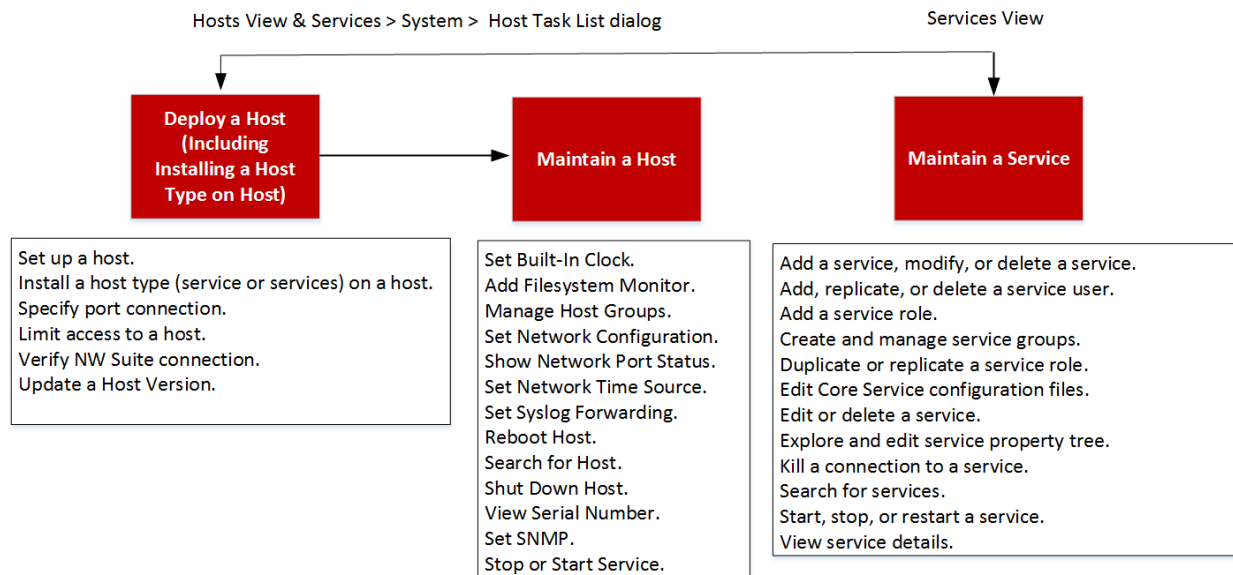 Hosts View & Services > System > Host Task List dialog
Services View
Deploy a Host
(Including
Installing a Host
Type on Host)
Maintain a Host
Maintain a Service
Set up a host.
Install a host type (service or services) on a host.
Specify port connection.
Limit access to a host.
Verify NW Suite connection.
Update a Host Version.
Set Built-In Clock.
Add Filesystem Monitor.
Manage Host Groups.
Set Network Configuration.
Show Network Port Status.
Set Network Time Source.
Set Syslog Forwarding.
Reboot Host.
Search for Host.
Shut Down Host.
View Serial Number.
Set SNMP.
Stop or Start Service.
Add a service, modify, or delete a service.
Add, replicate, or delete a service user.
Add a service role.
Create and manage service groups.
Duplicate or replicate a service role.
Edit Core Service configuration files.
Edit or delete a service.
Explore and edit service property tree.
Kill a connection to a service.
Search for services.
Start, stop, or restart a service.
View service details.